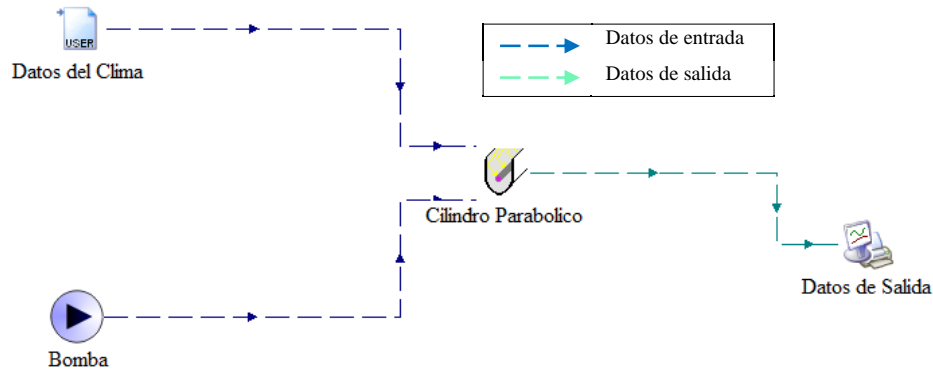 USER
Datos del Clima
Datos de entrada
Datos de salida
Cilindro Parabolico
Datos de Salida
Bomba